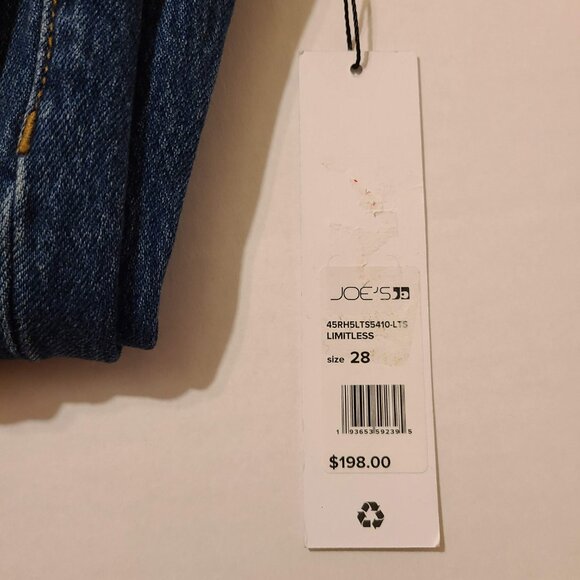 JOE'S
45RH5LTS5410-LTS
LIMITLESS
size 28
1 93653 59239 5
$198.00